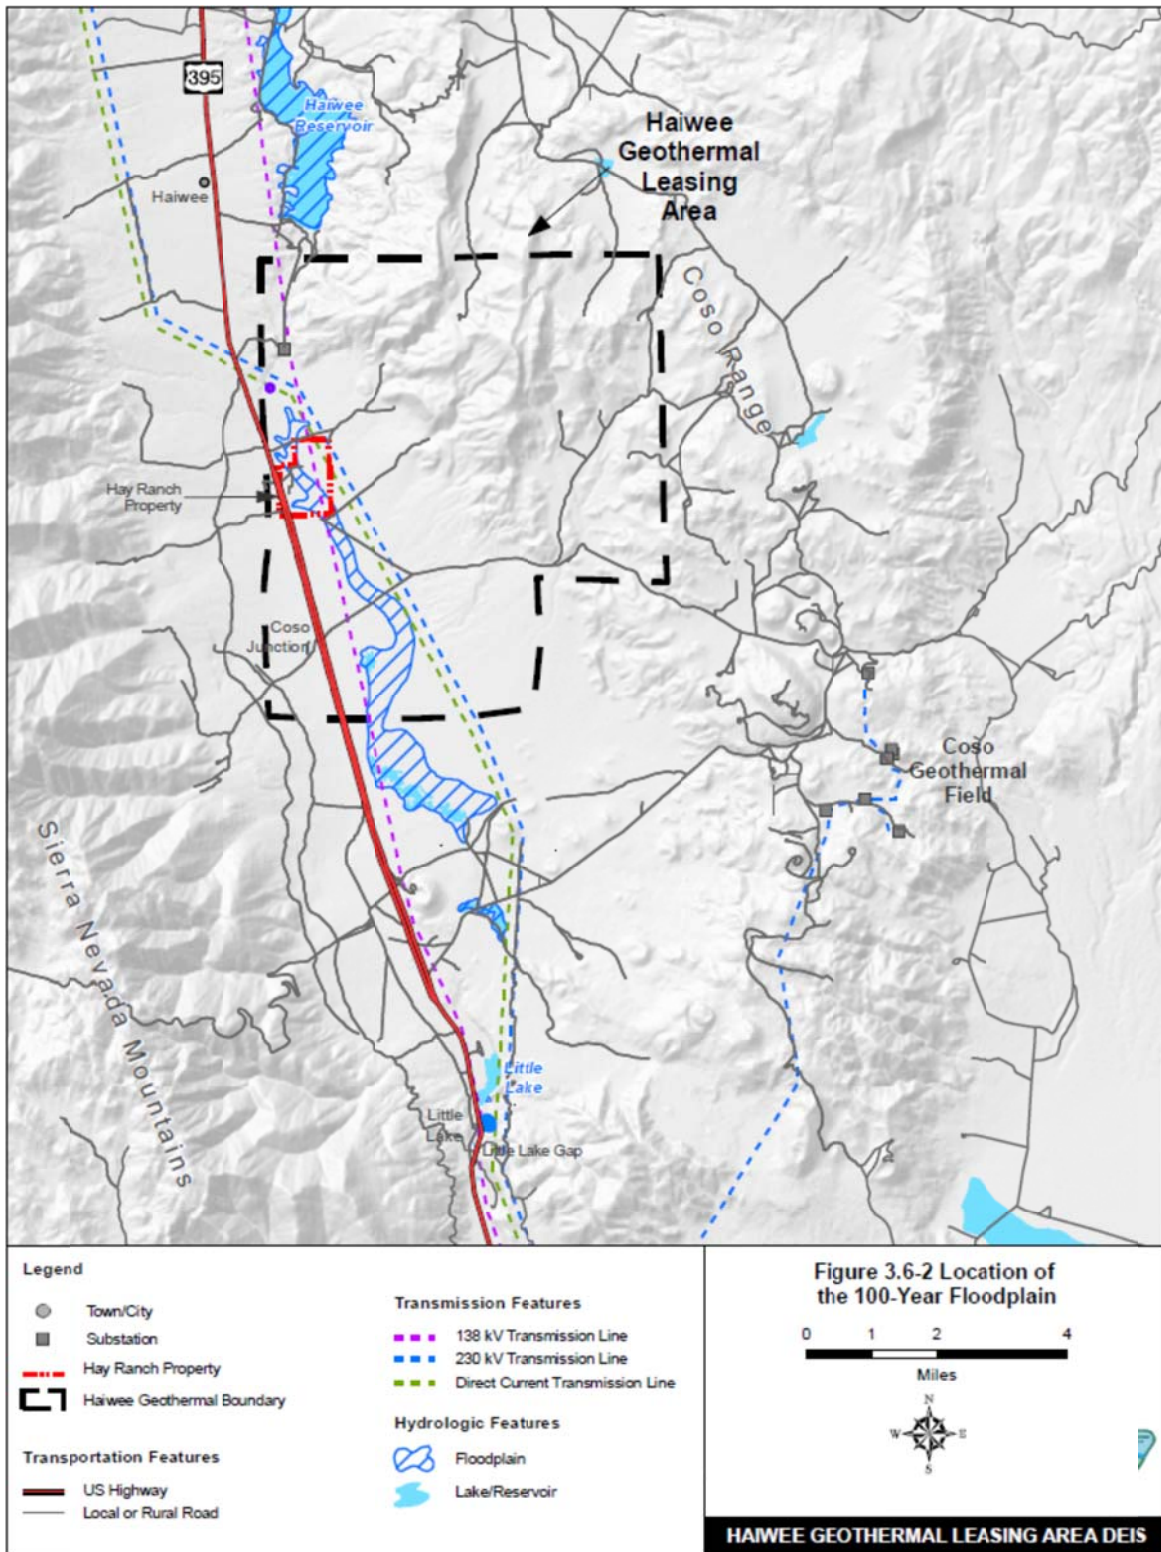 395
Haiwee
Reservoir
Haiwee
Geothermal
Leasing
Area
Haiwee
Coso Range
Hay Ranch
Property
Coso
Junction
Coso
Geothermal
Field
Sierra Nevada Mountains
Little
Lake
Little
Lake
Little Lake Gap
Legend
Town/City
Substation
Hay Ranch Property
Haiwee Geothermal Boundary
Transportation Features
US Highway
Local or Rural Road
Transmission Features
138 kV Transmission Line
230 kV Transmission Line
Direct Current Transmission Line
Hydrologic Features
Floodplain
Lake/Reservoir
Figure 3.6-2 Location of
the 100-Year Floodplain
0 1 2 4
Miles
N
W E
S
HAIWEE GEOTHERMAL LEASING AREA DEIS